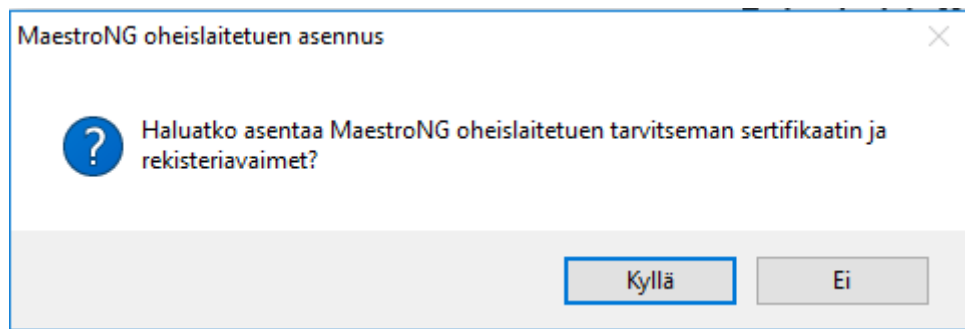 MaestroNG oheislaitetuen asennus
?
Haluatko asentaa MaestroNG oheislaitetuen tarvitseman sertifikaatin ja
rekisteriavaimet?
Kyllä
Ei